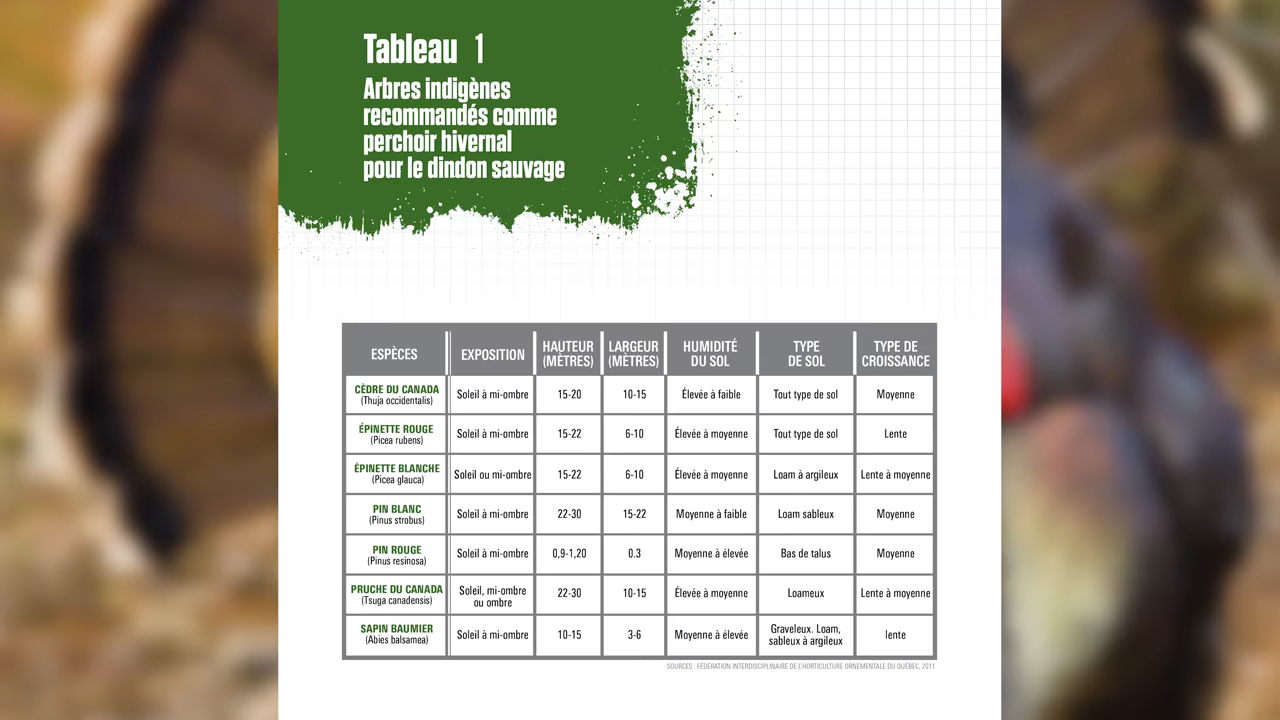 Tableau 1
Arbres indigènes
recommandés comme
perchoir hivernal
pour le dindon sauvage
ESPÈCES EXPOSITION HAUTEUR (MÈTRES) LARGEUR (MÈTRES) HUMIDITÉ DU SOL TYPE DE SOL TYPE DE CROISSANCE
CÈDRE DU CANADA (Thuja occidentalis) Soleil à mi-ombre 15-20 10-15 Élevée à faible Tout type de sol Moyenne
ÉPINETTE ROUGE (Picea rubens) Soleil à mi-ombre 15-22 6-10 Élevée à moyenne Tout type de sol Lente
ÉPINETTE BLANCHE (Picea glauca) Soleil ou mi-ombre 15-22 6-10 Élevée à moyenne Loam à argileux Lente à moyenne
PIN BLANC (Pinus strobus) Soleil à mi-ombre 22-30 15-22 Moyenne à faible Loam sableux Moyenne
PIN ROUGE (Pinus resinosa) Soleil à mi-ombre 0,9-1,20 0.3 Moyenne à élevée Bas de talus Moyenne
PRUCHE DU CANADA (Tsuga canadensis) Soleil, mi-ombre ou ombre 22-30 10-15 Élevée à moyenne Loameux Lente à moyenne
SAPIN BAUMIER (Abies balsamea) Soleil à mi-ombre 10-15 3-6 Moyenne à élevée Graveleux. Loam, sableux à argileux lente
SOURCES : FÉDÉRATION INTERDISCIPLINAIRE DE L'HORTICULTURE ORNEMENTALE DU QUÉBEC, 2011